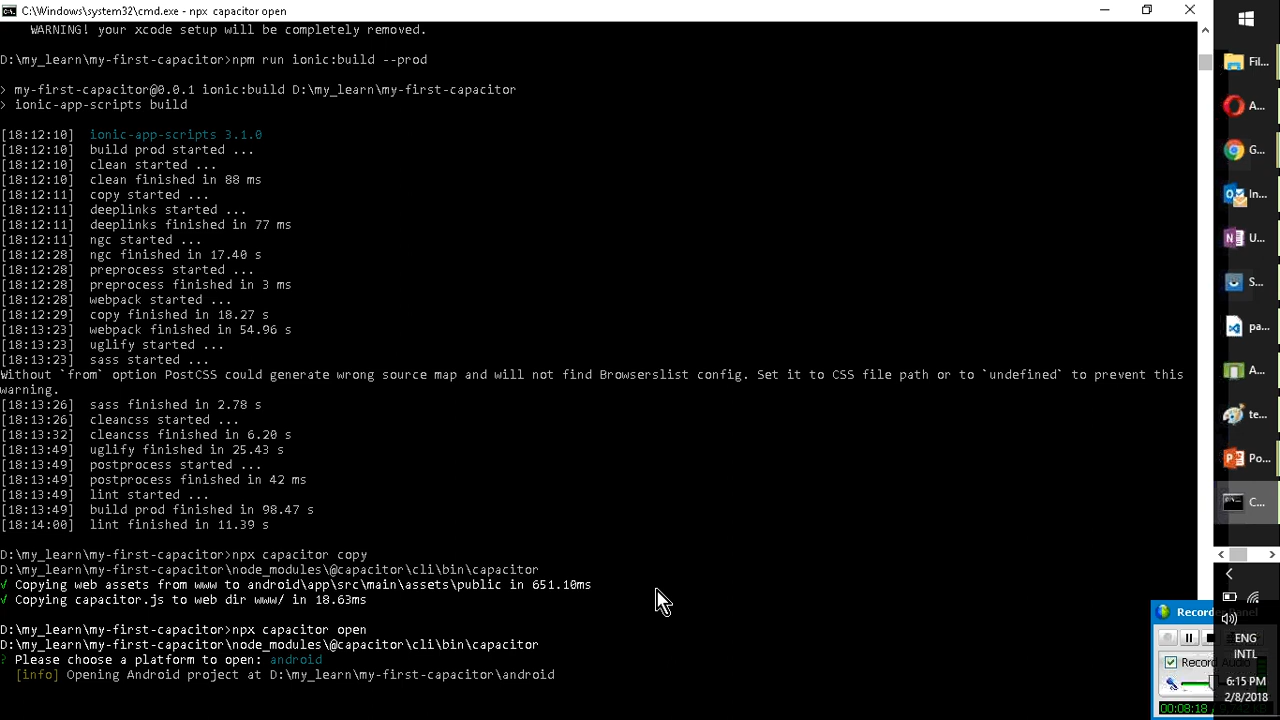 C:\Windows\system32\cmd.exe - npx  capacitor open
WARNING! your xcode setup will be completely removed.
D:\my_learn\my-first-capacitor>npm run ionic:build --prod
> my-first-capacitor@0.0.1 ionic:build D:\my_learn\my-first-capacitor
> ionic-app-scripts build
[18:12:10]  ionic-app-scripts 3.1.0
[18:12:10]  build prod started ...
[18:12:10]  clean started ...
[18:12:10]  clean finished in 88 ms
[18:12:11]  copy started ...
[18:12:11]  deeplinks started ...
[18:12:11]  deeplinks finished in 77 ms
[18:12:11]  ngc started ...
[18:12:28]  ngc finished in 17.40 s
[18:12:28]  preprocess started ...
[18:12:28]  preprocess finished in 3 ms
[18:12:28]  webpack started ...
[18:12:29]  copy finished in 18.27 s
[18:13:23]  webpack finished in 54.96 s
[18:13:23]  uglify started ...
[18:13:23]  sass started ...
Without `from` option PostCSS could generate wrong source map and will not find Browserslist config. Set it to CSS file path or to `undefined` to prevent this
warning.
[18:13:26]  sass finished in 2.78 s
[18:13:26]  cleancss started ...
[18:13:32]  cleancss finished in 6.20 s
[18:13:49]  uglify finished in 25.43 s
[18:13:49]  postprocess started ...
[18:13:49]  postprocess finished in 42 ms
[18:13:49]  lint started ...
[18:13:49]  build prod finished in 98.47 s
[18:14:00]  lint finished in 11.39 s
D:\my_learn\my-first-capacitor>npx capacitor copy
D:\my_learn\my-first-capacitor\node_modules\@capacitor\cli\bin\capacitor
√ Copying web assets from www to android\app\src\main\assets\public in 651.10ms
√ Copying capacitor.js to web dir www/ in 18.63ms
D:\my_learn\my-first-capacitor>npx capacitor open
D:\my_learn\my-first-capacitor\node_modules\@capacitor\cli\bin\capacitor
? Please choose a platform to open: android
[info] Opening Android project at D:\my_learn\my-first-capacitor\android
Fil...
A...
G...
In...
U...
S...
pa...
A...
te...
Po...
C...
Recorder Panel
Record Audio
00:08:18
ENG
INTL
6:15 PM
2/8/2018